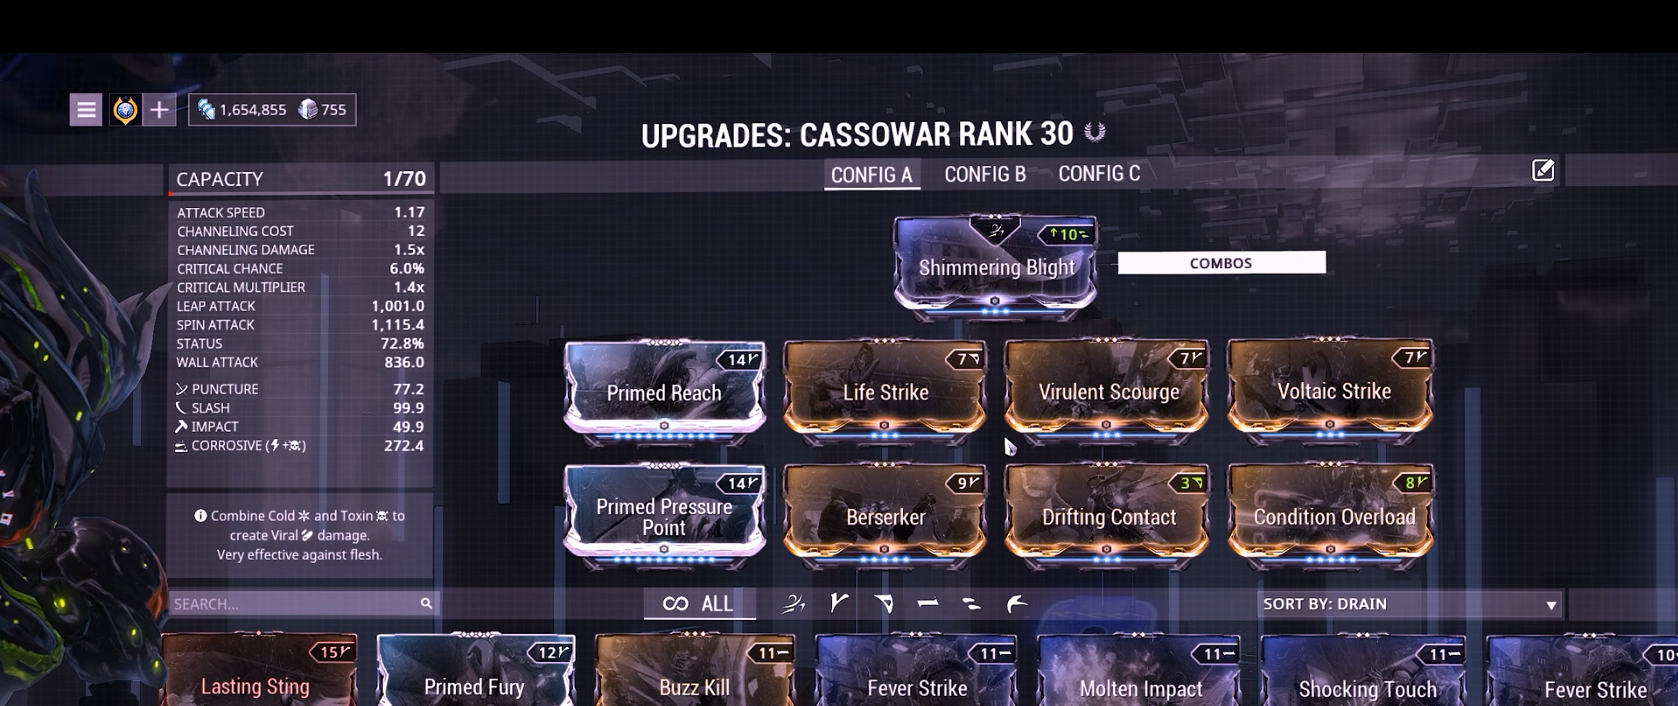 1,654,855 755
UPGRADES: CASSOWAR RANK 30
CAPACITY 1/70
CONFIG A CONFIG B CONFIG C
ATTACK SPEED 1.17
CHANNELING COST 12
CHANNELING DAMAGE 1.5x
CRITICAL CHANCE 6.0%
CRITICAL MULTIPLIER 1.4x
LEAP ATTACK 1,001.0
SPIN ATTACK 1,115.4
STATUS 72.8%
WALL ATTACK 836.0
PUNCTURE 77.2
SLASH 99.9
IMPACT 49.9
CORROSIVE ( + ) 272.4
Combine Cold and Toxin to
create Viral damage.
Very effective against flesh.
10
Shimmering Blight
COMBOS
14
Primed Reach
7
Life Strike
7
Virulent Scourge
7
Voltaic Strike
14
Primed Pressure
Point
9
Berserker
3
Drifting Contact
8
Condition Overload
SEARCH...
ALL
SORT BY: DRAIN
15
Lasting Sting
12
Primed Fury
11
Buzz Kill
11
Fever Strike
11
Molten Impact
11
Shocking Touch
10
Fever Strike